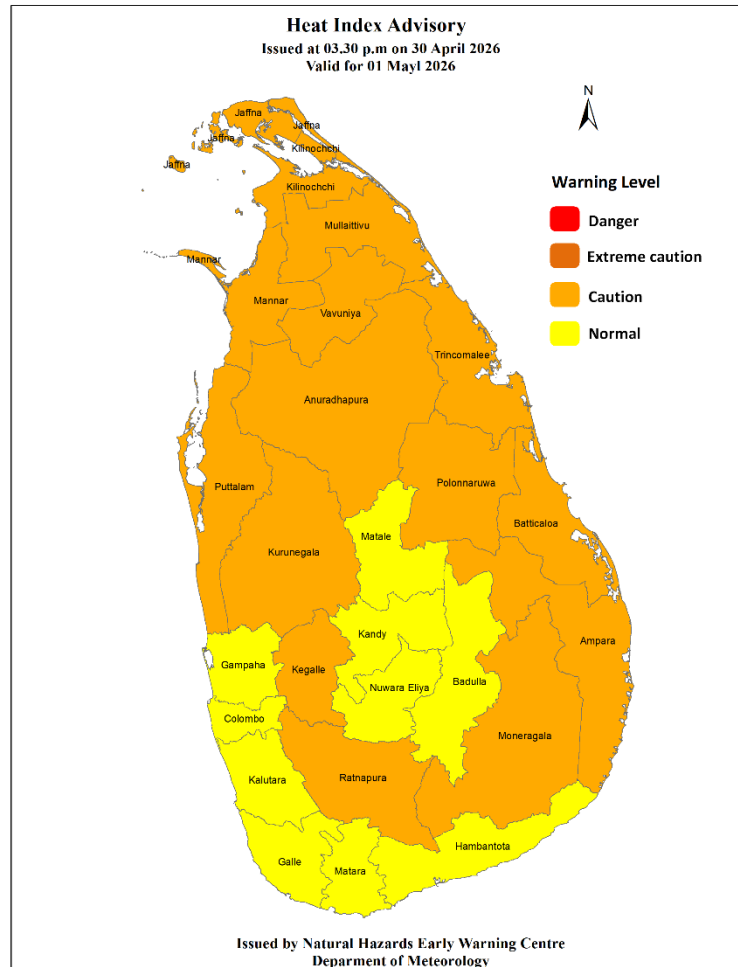 Heat Index Advisory
Issued at 03.30 p.m on 30 April 2026
Valid for 01 Mayl 2026
N
Jaffna
Jaffna
Jaffna
Kilinochchi
Jaffna
Kilinochchi
Warning Level
Danger
Extreme caution
Caution
Normal
Mullaittivu
Mannar
Mannar
Vavuniya
Trincomalee
Anuradhapura
Puttalam
Polonnaruwa
Batticaloa
Matale
Kurunegala
Kandy
Ampara
Gampaha
Kegalle
Nuwara Eliya
Badulla
Colombo
Moneragala
Kalutara
Ratnapura
Hambantota
Galle
Matara
Issued by Natural Hazards Early Warning Centre
Deparment of Meteorology